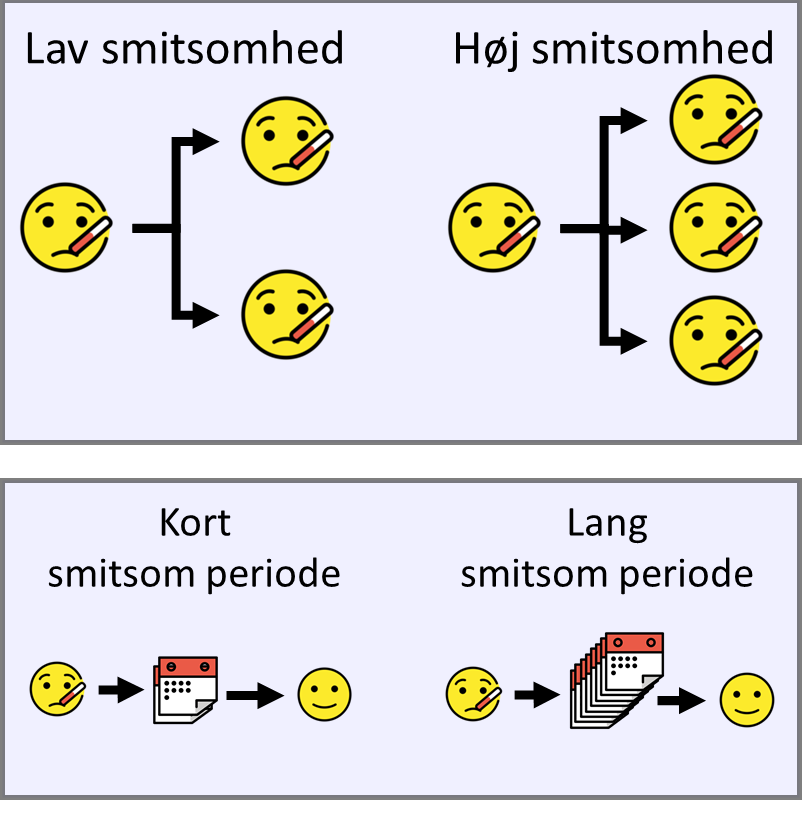 Lav smitsomhed
Høj smitsomhed
Kort
smitsom periode
Lang
smitsom periode